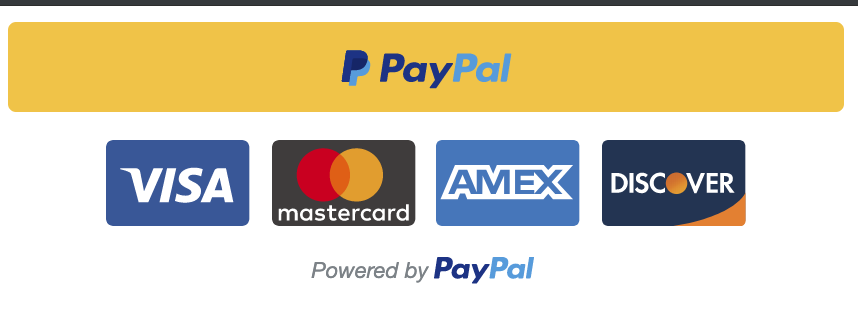 PayPal
VISA mastercard AMEX DISCOVER
Powered by PayPal